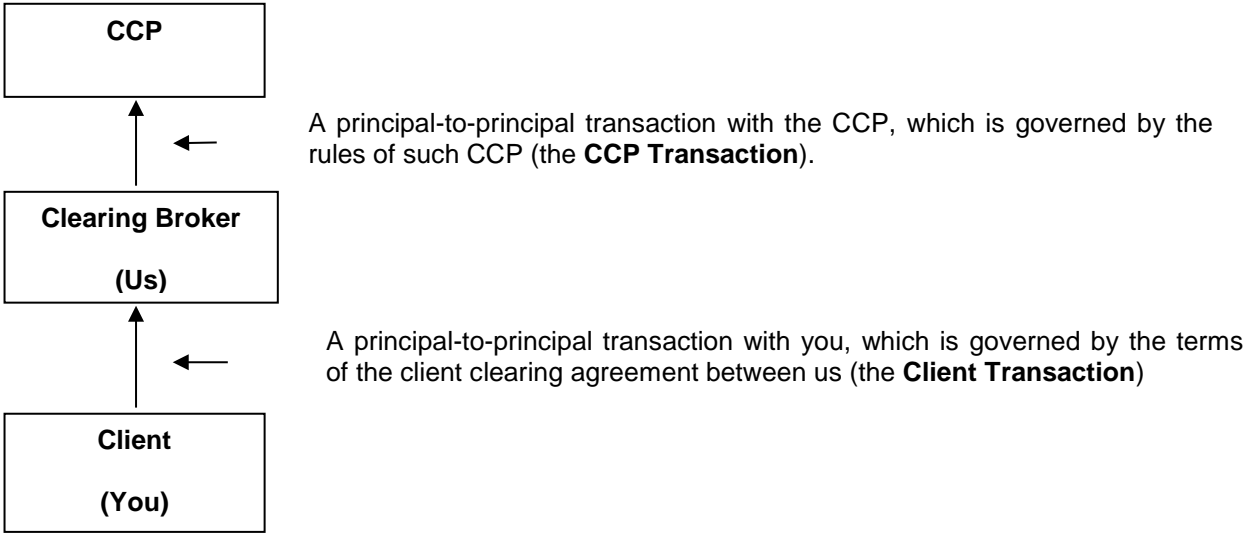 CCP
A principal-to-principal transaction with the CCP, which is governed by the
rules of such CCP (the CCP Transaction).
Clearing Broker
(Us)
A principal-to-principal transaction with you, which is governed by the terms
of the client clearing agreement between us (the Client Transaction)
Client
(You)